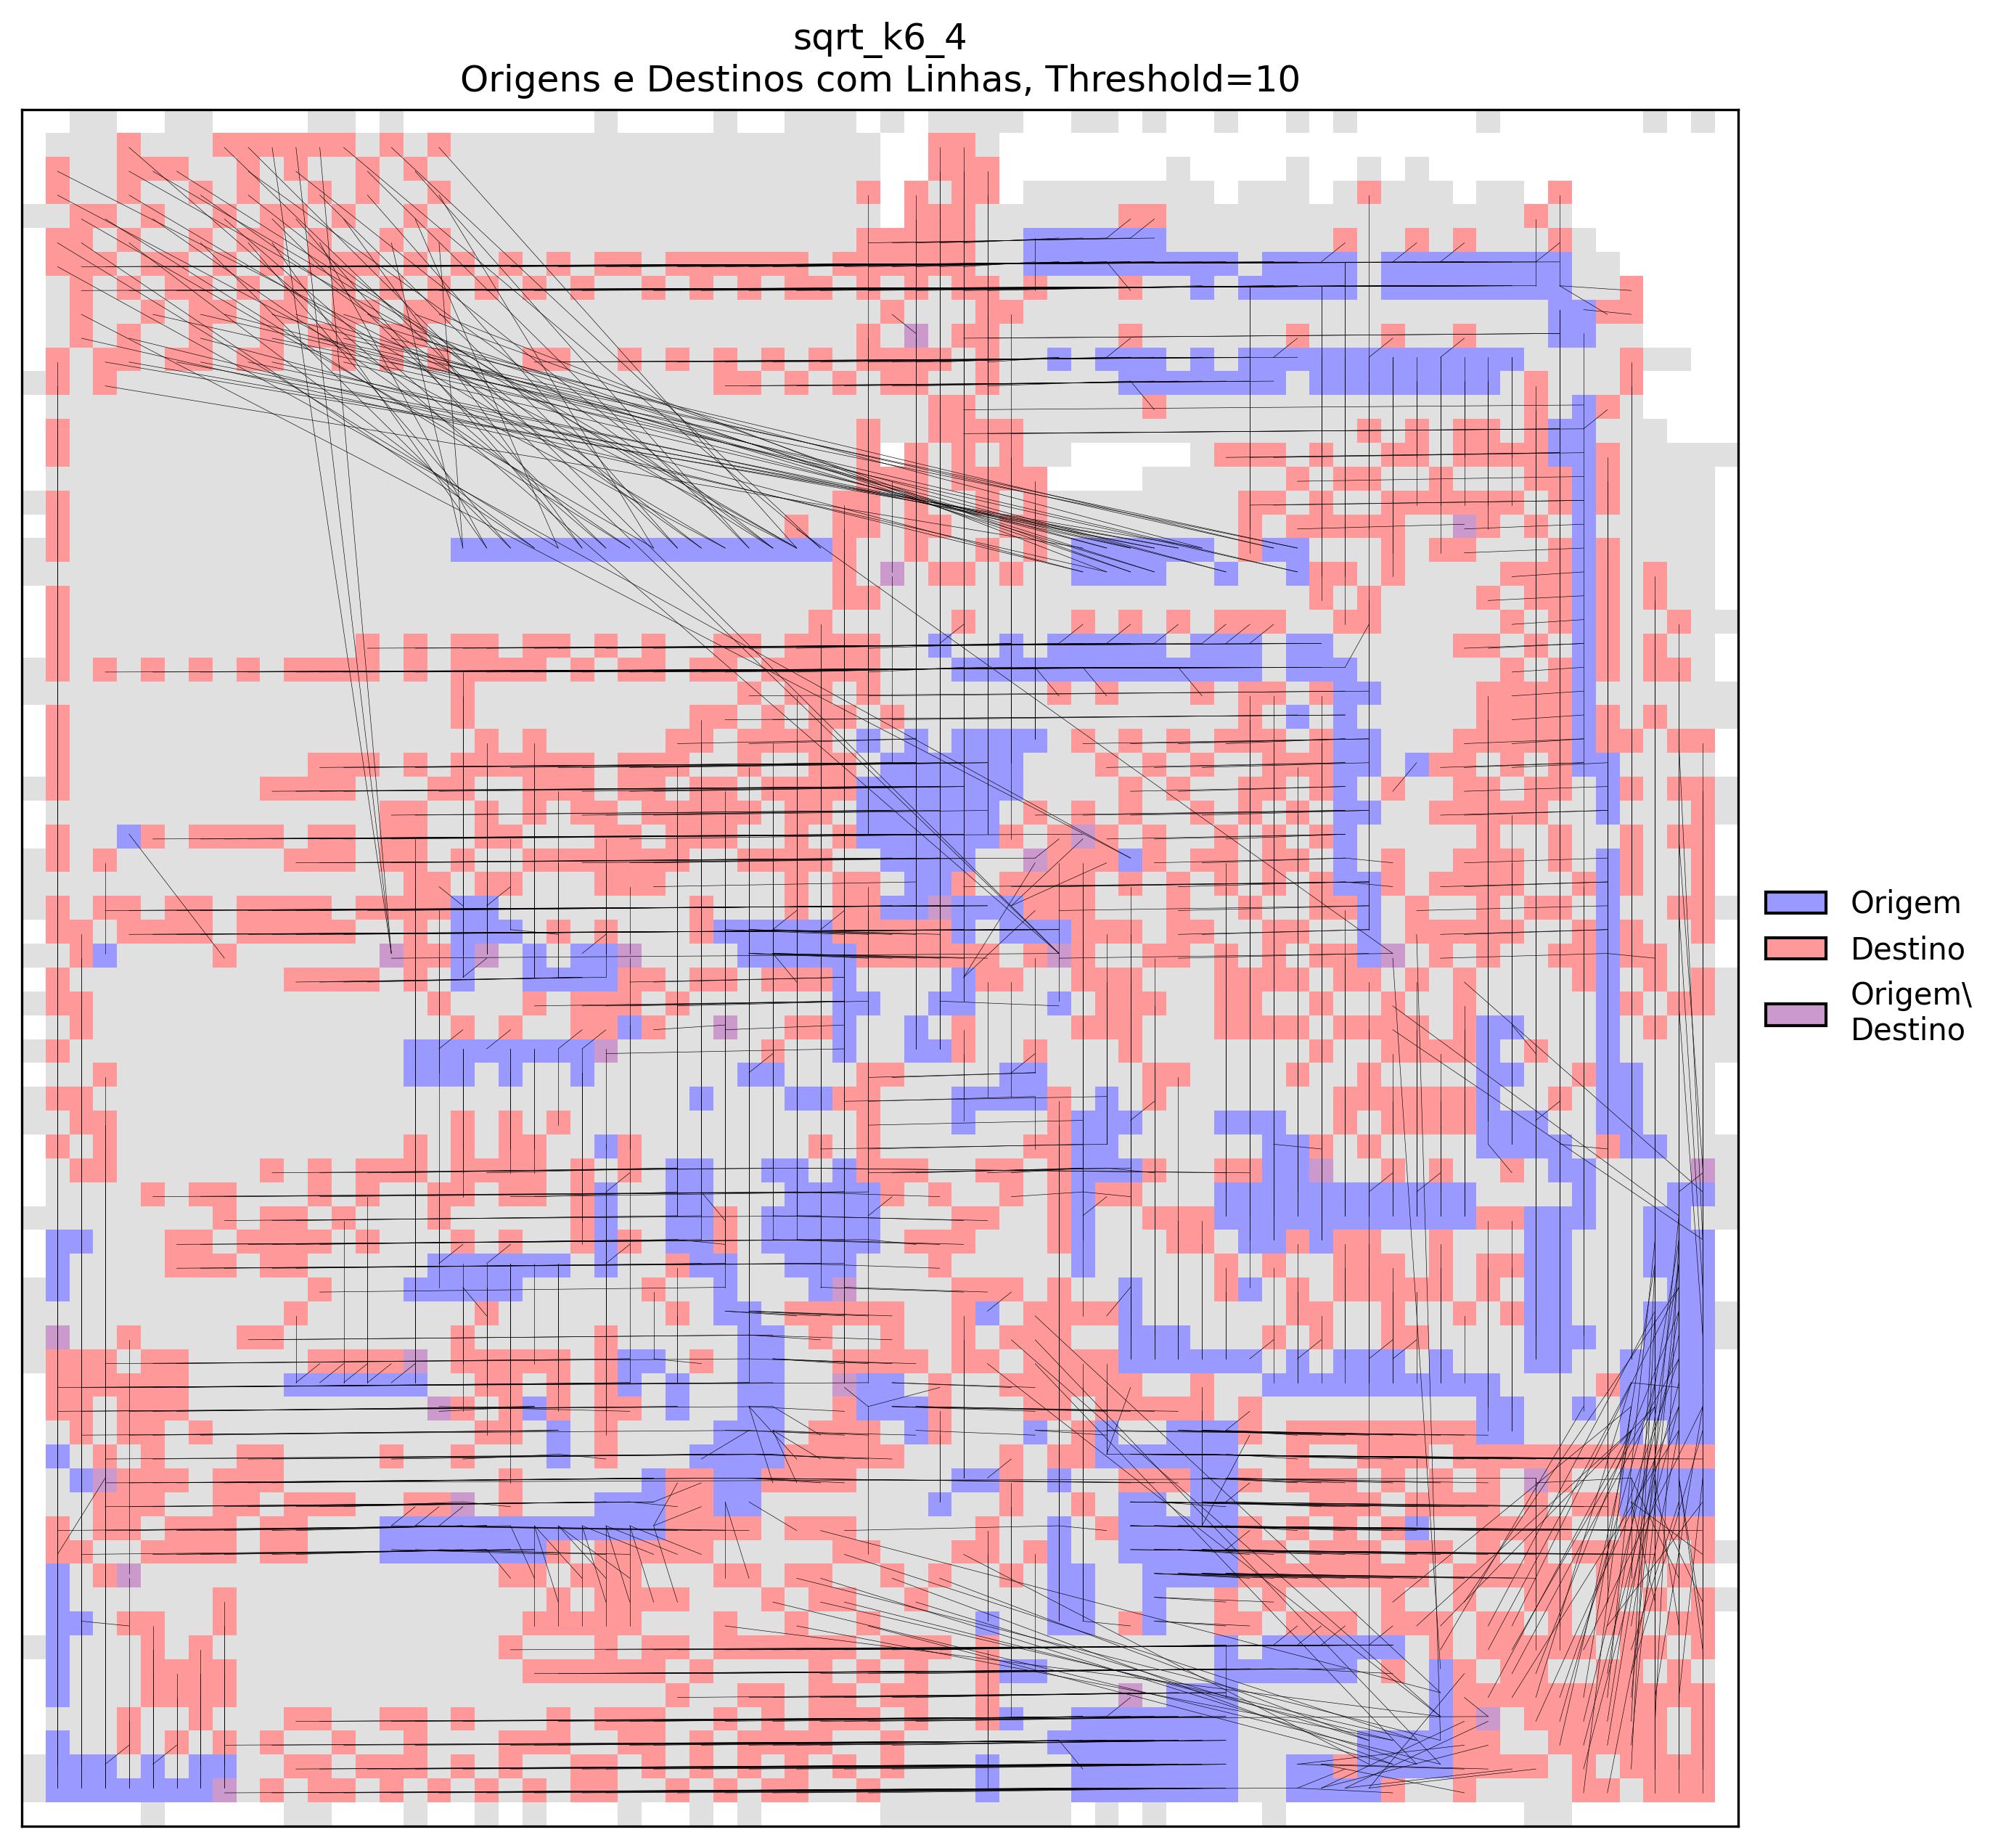 sqrt_k6_4
Origens e Destinos com Linhas, Threshold=10
Origem
Destino
Origem\
Destino